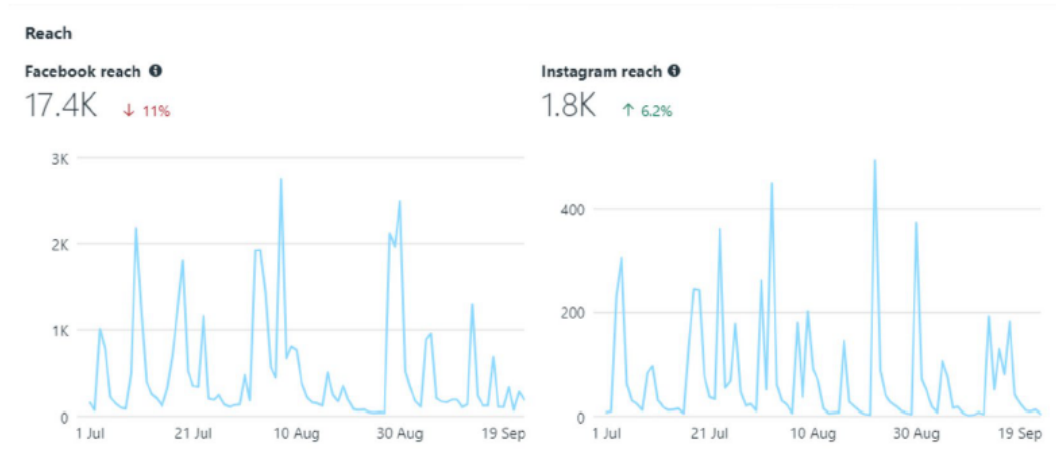 Reach
Facebook reach
17.4K ↓ 11%
3K
2K
1K
0
1 Jul 21 Jul 10 Aug 30 Aug 19 Sep
Instagram reach
1.8K ↑ 6.2%
400
200
0
1 Jul 21 Jul 10 Aug 30 Aug 19 Sep